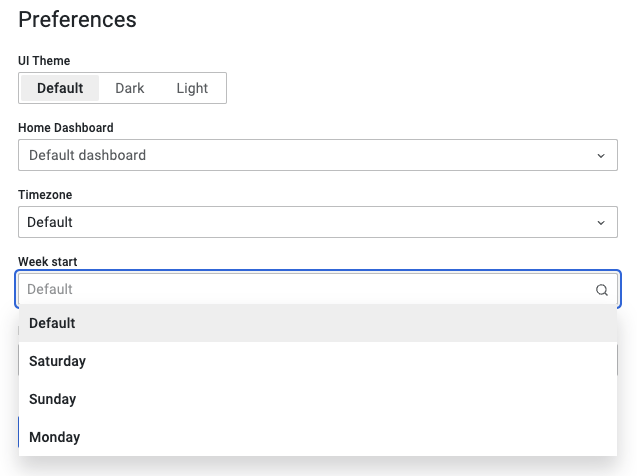 Preferences
UI Theme
Default Dark Light
Home Dashboard
Default dashboard
Timezone
Default
Week start
Default
Default
Saturday
Sunday
Monday